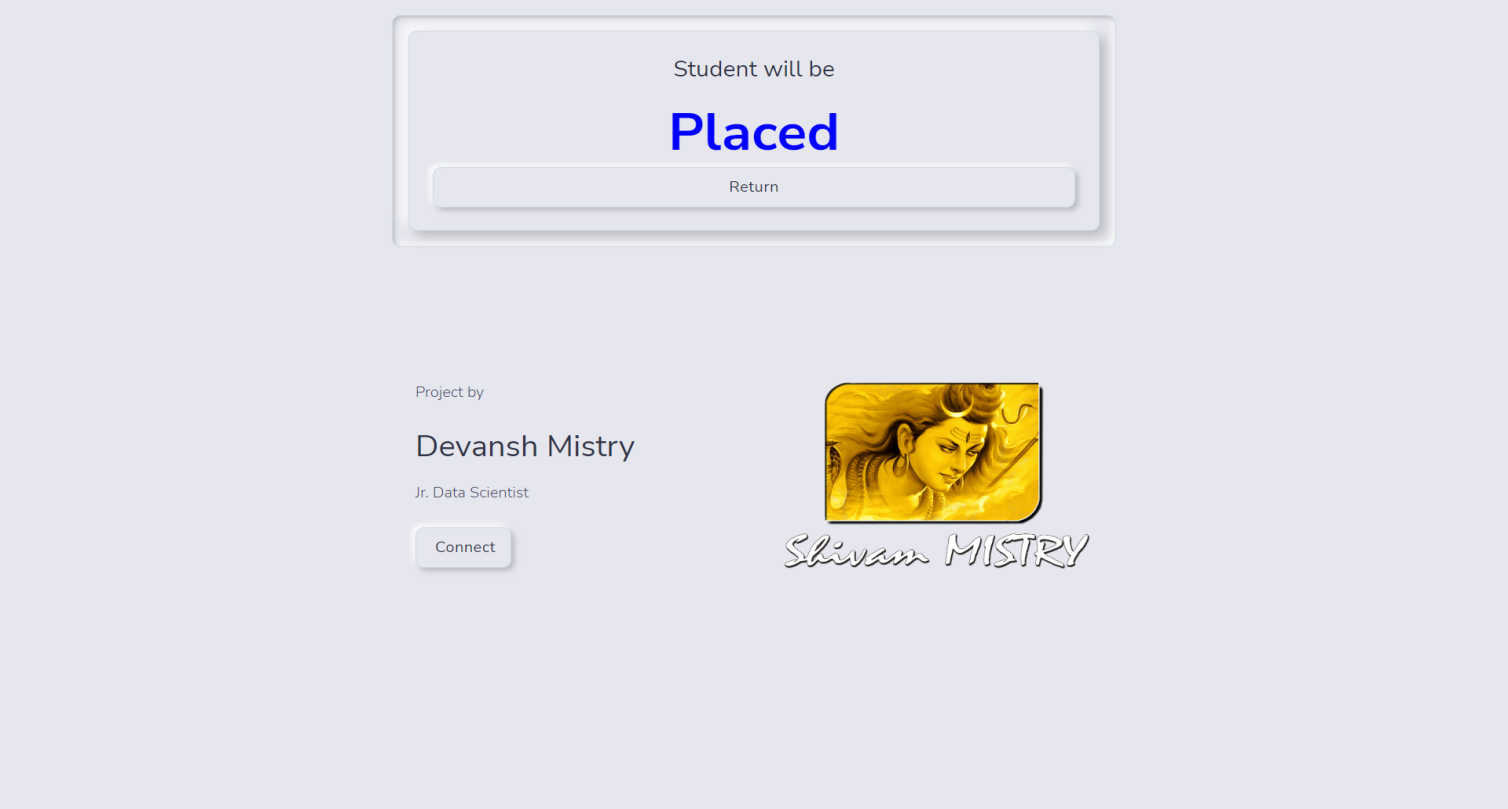 Student will be
Placed
Return
Project by
Devansh Mistry
Jr. Data Scientist
Connect
Shivam MISTRY